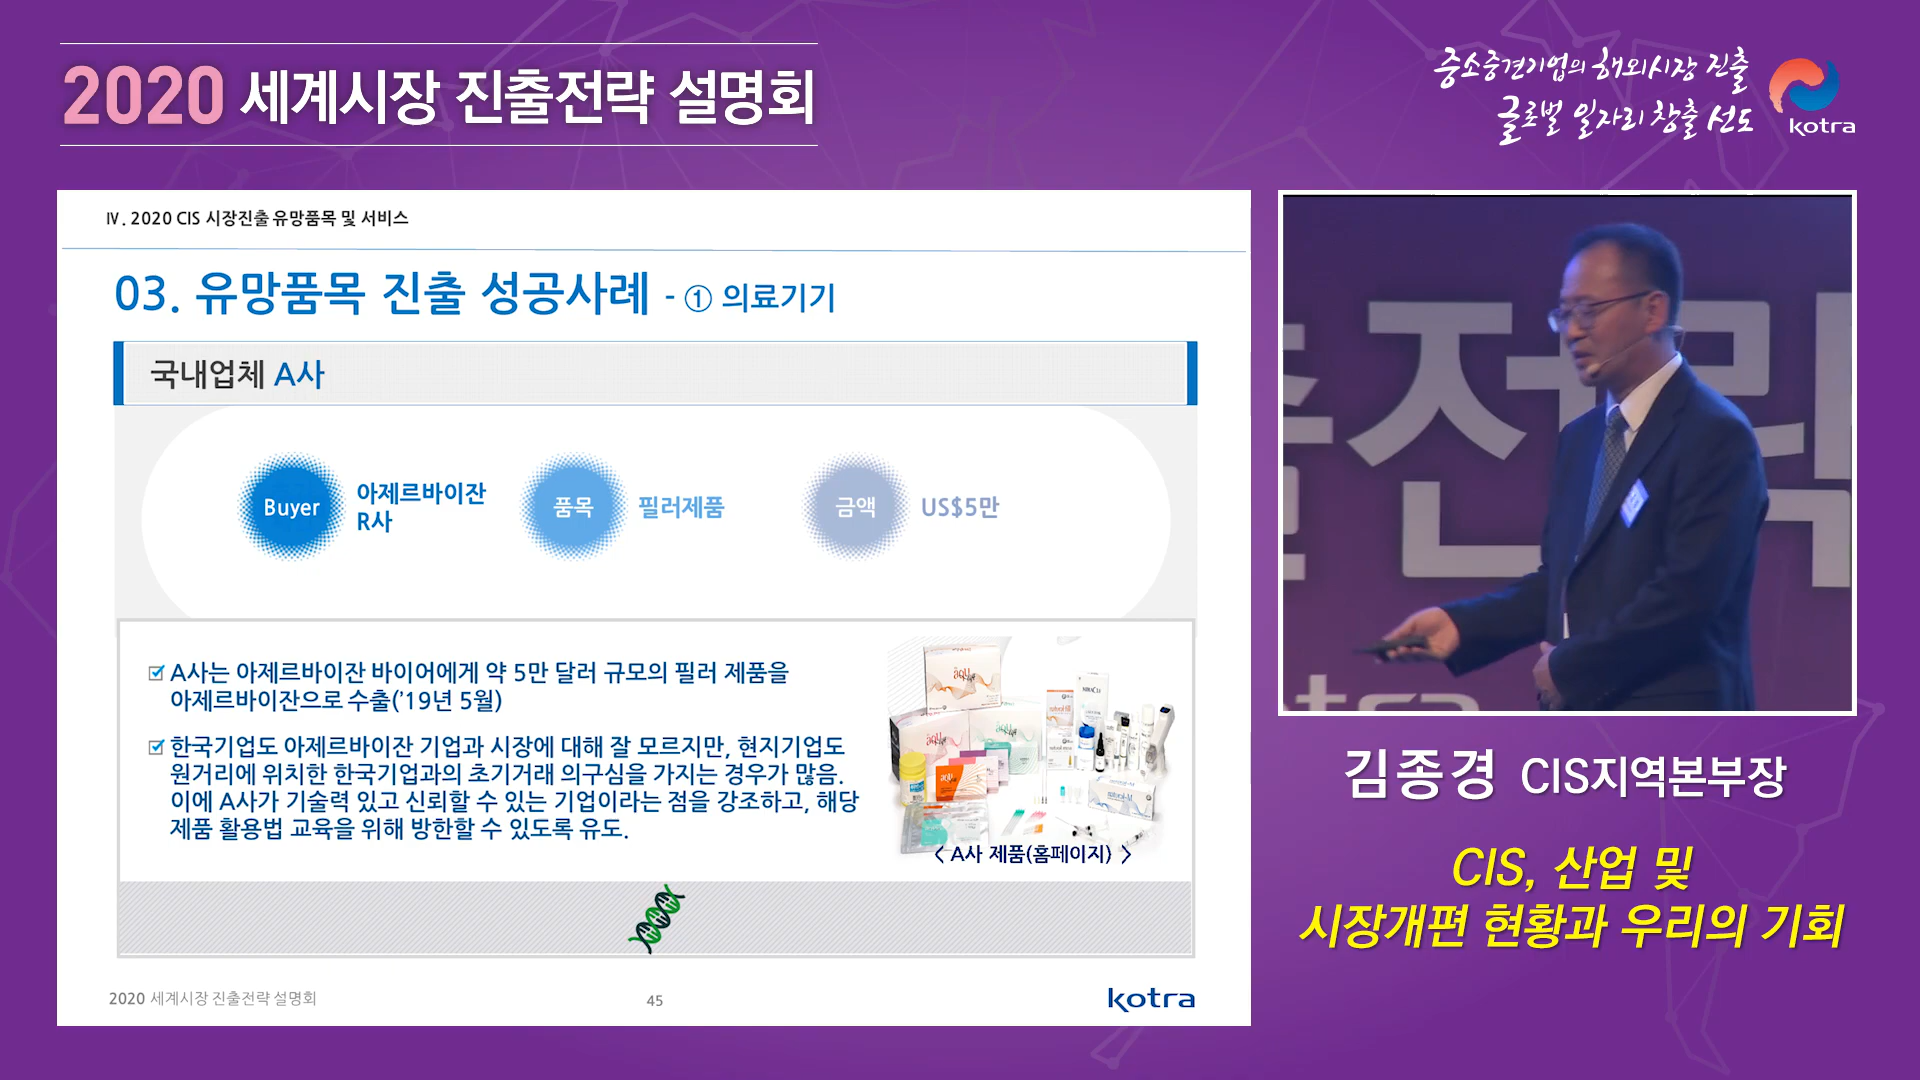 2020 세계시장 진출전략 설명회
중소중견기업의 해외시장 진출
글로벌 일자리 창출 선도
kotra
Ⅳ. 2020 CIS 시장진출 유망품목 및 서비스
03. 유망품목 진출 성공사례 - ① 의료기기
국내업체 A사
Buyer
아제르바이잔
R사
품목
필러제품
금액
US$5만
A사는 아제르바이잔 바이어에게 약 5만 달러 규모의 필러 제품을
아제르바이잔으로 수출('19년 5월)
한국기업도 아제르바이잔 기업과 시장에 대해 잘 모르지만, 현지기업도
원거리에 위치한 한국기업과의 초기거래 의구심을 가지는 경우가 많음.
이에 A사가 기술력 있고 신뢰할 수 있는 기업이라는 점을 강조하고, 해당
제품 활용법 교육을 위해 방한할 수 있도록 유도.
< A사 제품(홈페이지) >
2020 세계시장 진출전략 설명회
45
kotra
전략
김종경 CIS지역본부장
CIS, 산업 및
시장개편 현황과 우리의 기회